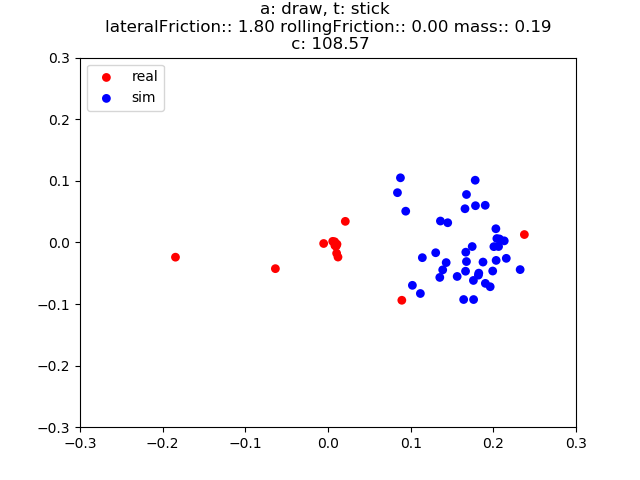 a: draw, t: stick
lateralFriction:: 1.80 rollingFriction:: 0.00 mass:: 0.19
c: 108.57
real
sim
0.3
0.2
0.1
0.0
−0.1
−0.2
−0.3
−0.3
−0.2
−0.1
0.0
0.1
0.2
0.3